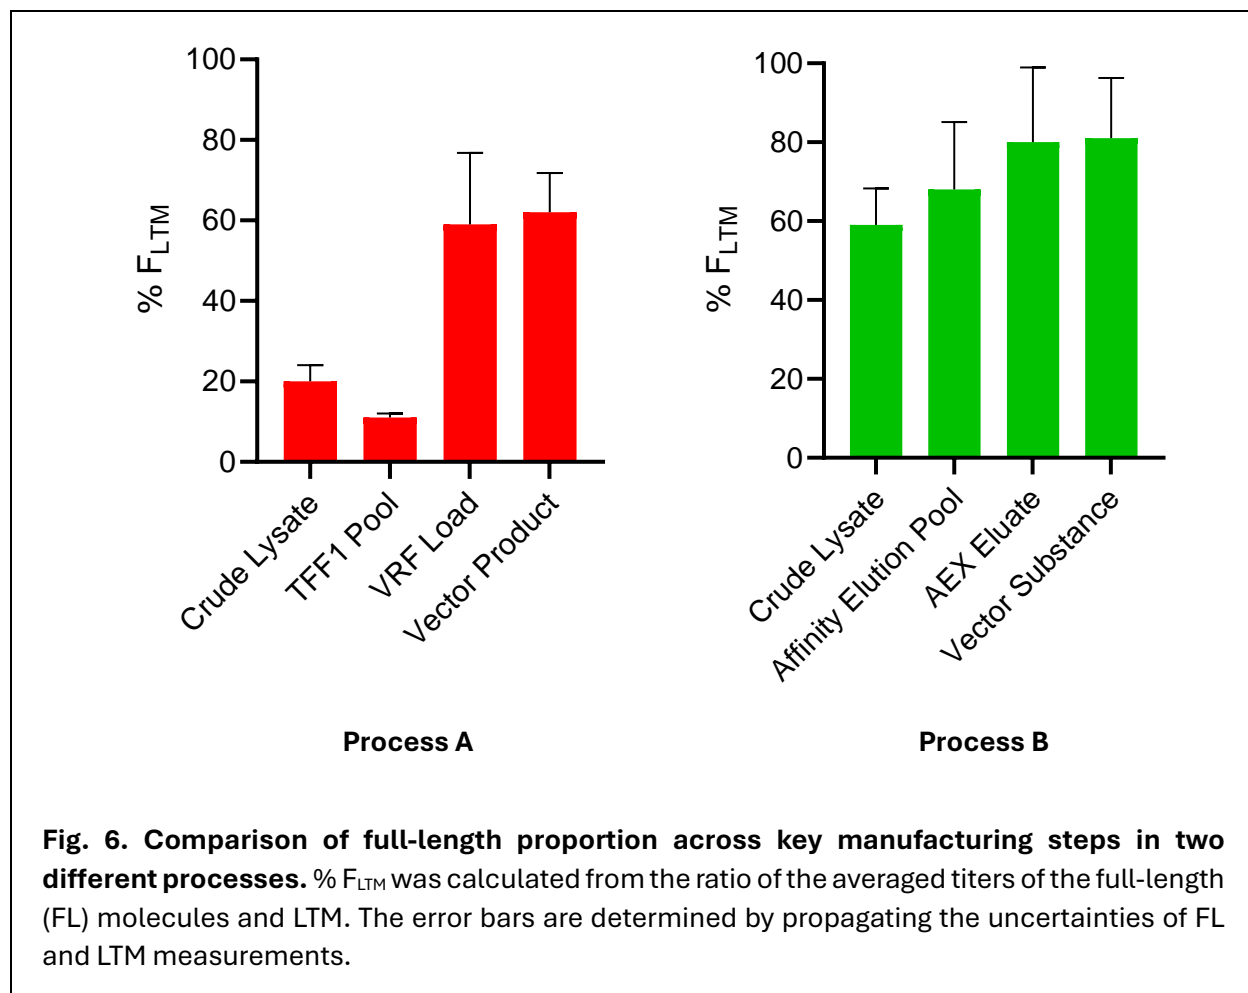 100
80
60
40
20
0
% F_LTM
Crude Lysate
TFF1 Pool
VRF Load
Vector Product
Process A
100
80
60
40
20
0
% F_LTM
Crude Lysate
Affinity Elution Pool
AEX Eluate
Vector Substance
Process B
Fig. 6. Comparison of full-length proportion across key manufacturing steps in two
different processes. % F_LTM was calculated from the ratio of the averaged titers of the full-length
(FL) molecules and LTM. The error bars are determined by propagating the uncertainties of FL
and LTM measurements.